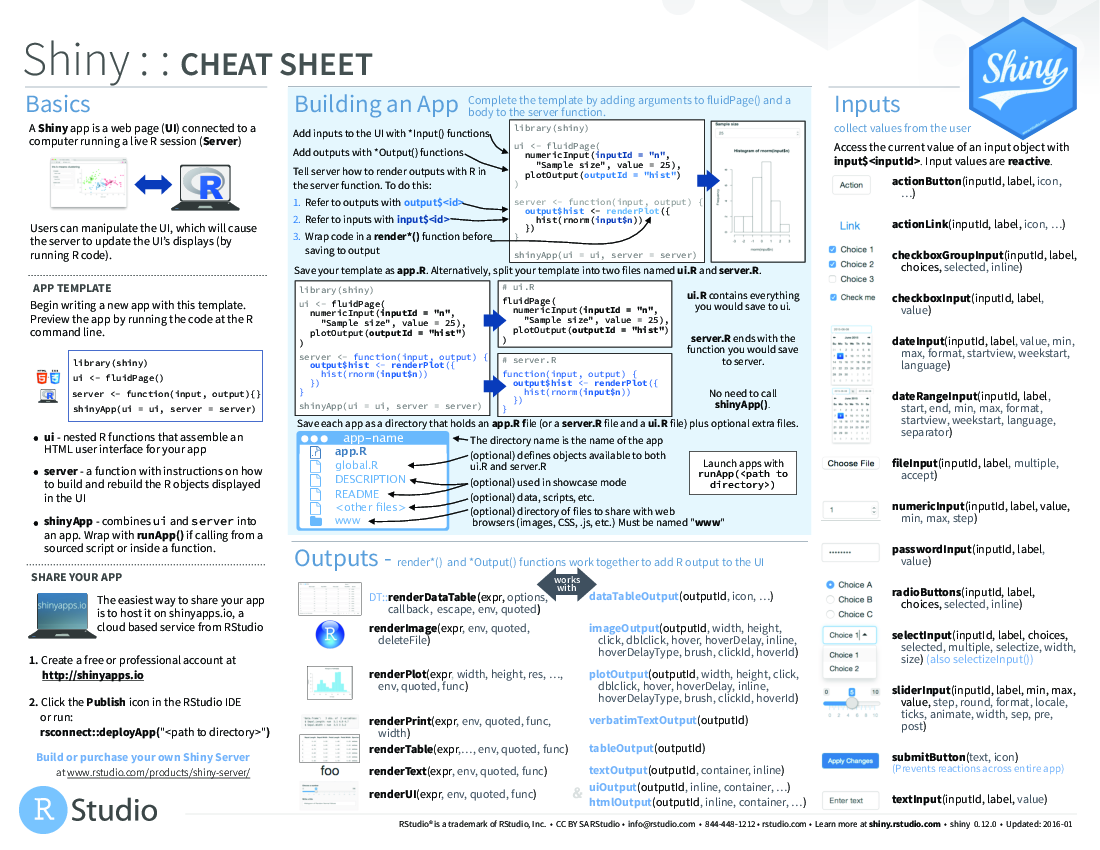 Shiny : : CHEAT SHEET
Shiny
Basics
A Shiny app is a web page (UI) connected to a
computer running a live R session (Server)
Users can manipulate the UI, which will cause
the server to update the UI's displays (by
running R code).
APP TEMPLATE
Begin writing a new app with this template.
Preview the app by running the code at the R
command line.
library(shiny)
ui <- fluidPage()
server <- function(input, output){}
shinyApp(ui = ui, server = server)
• ui - nested R functions that assemble an
HTML user interface for your app
• server - a function with instructions on how
to build and rebuild the R objects displayed
in the UI
• shinyApp - combines ui and server into
an app. Wrap with runApp() if calling from a
sourced script or inside a function.
SHARE YOUR APP
shinyapps.io
The easiest way to share your app
is to host it on shinyapps.io, a
cloud based service from RStudio
1. Create a free or professional account at
http://shinyapps.io
2. Click the Publish icon in the RStudio IDE
or run:
rsconnect::deployApp("<path to directory>")
Build or purchase your own Shiny Server
at www.rstudio.com/products/shiny-server/
R Studio
Building an App
Complete the template by adding arguments to fluidPage() and a
body to the server function.
Add inputs to the UI with *Input() functions
Add outputs with *Output() functions
Tell server how to render outputs with R in
the server function. To do this:
1. Refer to outputs with output$<id>
2. Refer to inputs with input$<id>
3. Wrap code in a render*() function before
saving to output
library(shiny)
ui <- fluidPage(
numericInput(inputId = "n",
"Sample size", value = 25),
plotOutput(outputId = "hist")
)
server <- function(input, output) {
output$hist <- renderPlot({
hist(rnorm(input$n))
})
}
shinyApp(ui = ui, server = server)
Sample size
25
Histogram of rnorm(input$n)
Save your template as app.R. Alternatively, split your template into two files named ui.R and server.R.
library(shiny)
ui <- fluidPage(
numericInput(inputId = "n",
"Sample size", value = 25),
plotOutput(outputId = "hist")
)
server <- function(input, output) {
output$hist <- renderPlot({
hist(rnorm(input$n))
})
}
shinyApp(ui = ui, server = server)
# ui.R
fluidPage(
numericInput(inputId = "n",
"Sample size", value = 25),
plotOutput(outputId = "hist")
)
# server.R
function(input, output) {
output$hist <- renderPlot({
hist(rnorm(input$n))
})
}
ui.R contains everything
you would save to ui.
server.R ends with the
function you would save
to server.
No need to call
shinyApp().
Save each app as a directory that holds an app.R file (or a server.R file and a ui.R file) plus optional extra files.
app-name
app.R
global.R
DESCRIPTION
README
<other files>
www
The directory name is the name of the app
(optional) defines objects available to both
ui.R and server.R
(optional) used in showcase mode
(optional) data, scripts, etc.
(optional) directory of files to share with web
browsers (images, CSS, .js, etc.) Must be named "www"
Launch apps with
runApp(<path to
directory>)
Outputs - render*() and *Output() functions work together to add R output to the UI
works
with
DT::renderDataTable(expr, options,
callback, escape, env, quoted)
dataTableOutput(outputId, icon, …)
renderImage(expr, env, quoted,
deleteFile)
imageOutput(outputId, width, height,
click, dblclick, hover, hoverDelay, inline,
hoverDelayType, brush, clickId, hoverId)
renderPlot(expr, width, height, res, …,
env, quoted, func)
plotOutput(outputId, width, height, click,
dblclick, hover, hoverDelay, inline,
hoverDelayType, brush, clickId, hoverId)
renderPrint(expr, env, quoted, func,
width)
verbatimTextOutput(outputId)
renderTable(expr,…, env, quoted, func)
tableOutput(outputId)
foo
renderText(expr, env, quoted, func)
textOutput(outputId, container, inline)
renderUI(expr, env, quoted, func)
&
uiOutput(outputId, inline, container, …)
htmlOutput(outputId, inline, container, …)
Inputs
collect values from the user
Access the current value of an input object with
input$<inputId>. Input values are reactive.
Action
actionButton(inputId, label, icon,
…)
Link
actionLink(inputId, label, icon, …)
Choice 1
Choice 2
Choice 3
checkboxGroupInput(inputId, label,
choices, selected, inline)
Check me
checkboxInput(inputId, label,
value)
dateInput(inputId, label, value, min,
max, format, startview, weekstart,
language)
dateRangeInput(inputId, label,
start, end, min, max, format,
startview, weekstart, language,
separator)
Choose File
fileInput(inputId, label, multiple,
accept)
1
numericInput(inputId, label, value,
min, max, step)
········
passwordInput(inputId, label,
value)
Choice A
Choice B
Choice C
radioButtons(inputId, label,
choices, selected, inline)
Choice 1
Choice 1
Choice 2
selectInput(inputId, label, choices,
selected, multiple, selectize, width,
size) (also selectizeInput())
0 5 10
0 2 4 6 8 10
sliderInput(inputId, label, min, max,
value, step, round, format, locale,
ticks, animate, width, sep, pre,
post)
Apply Changes
submitButton(text, icon)
(Prevents reactions across entire app)
Enter text
textInput(inputId, label, value)
RStudio® is a trademark of RStudio, Inc. • CC BY SA RStudio • info@rstudio.com • 844-448-1212 • rstudio.com • Learn more at shiny.rstudio.com • shiny 0.12.0 • Updated: 2016-01